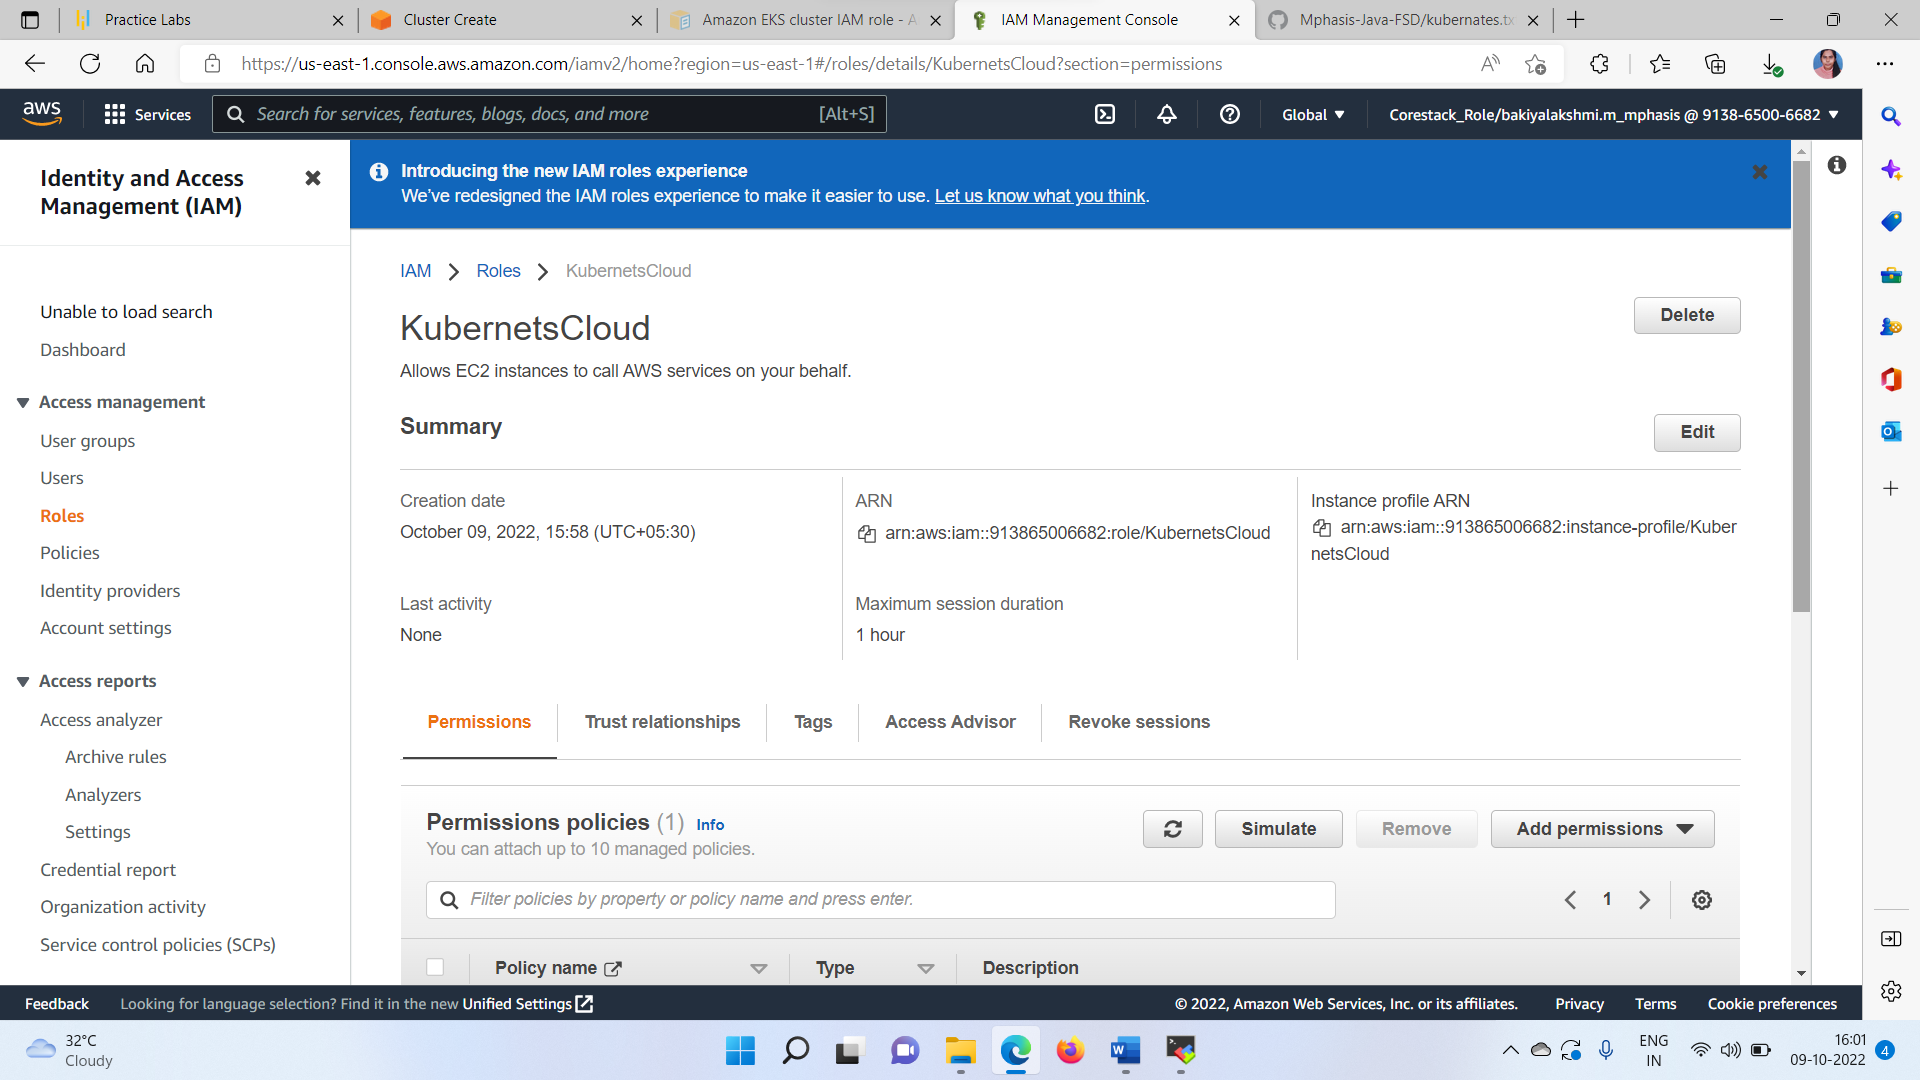 Practice Labs
Cluster Create
Amazon EKS cluster IAM role - A
IAM Management Console
Mphasis-Java-FSD/kubernates.tx
https://us-east-1.console.aws.amazon.com/iamv2/home?region=us-east-1#/roles/details/KubernetsCloud?section=permissions
aws
Services
Search for services, features, blogs, docs, and more
[Alt+S]
Global
Corestack_Role/bakiyalakshmi.m_mphasis @ 9138-6500-6682
Identity and Access
Management (IAM)
Unable to load search
Dashboard
Access management
User groups
Users
Roles
Policies
Identity providers
Account settings
Access reports
Access analyzer
Archive rules
Analyzers
Settings
Credential report
Organization activity
Service control policies (SCPs)
Introducing the new IAM roles experience
We've redesigned the IAM roles experience to make it easier to use. Let us know what you think.
IAM
Roles
KubernetsCloud
KubernetsCloud
Delete
Allows EC2 instances to call AWS services on your behalf.
Summary
Edit
Creation date
October 09, 2022, 15:58 (UTC+05:30)
ARN
arn:aws:iam::913865006682:role/KubernetsCloud
Instance profile ARN
arn:aws:iam::913865006682:instance-profile/Kuber
netsCloud
Last activity
None
Maximum session duration
1 hour
Permissions
Trust relationships
Tags
Access Advisor
Revoke sessions
Permissions policies (1) Info
You can attach up to 10 managed policies.
Simulate
Remove
Add permissions
Filter policies by property or policy name and press enter.
1
Policy name
Type
Description
Feedback
Looking for language selection? Find it in the new Unified Settings
© 2022, Amazon Web Services, Inc. or its affiliates.
Privacy
Terms
Cookie preferences
32°C
Cloudy
ENG
IN
16:01
09-10-2022
4